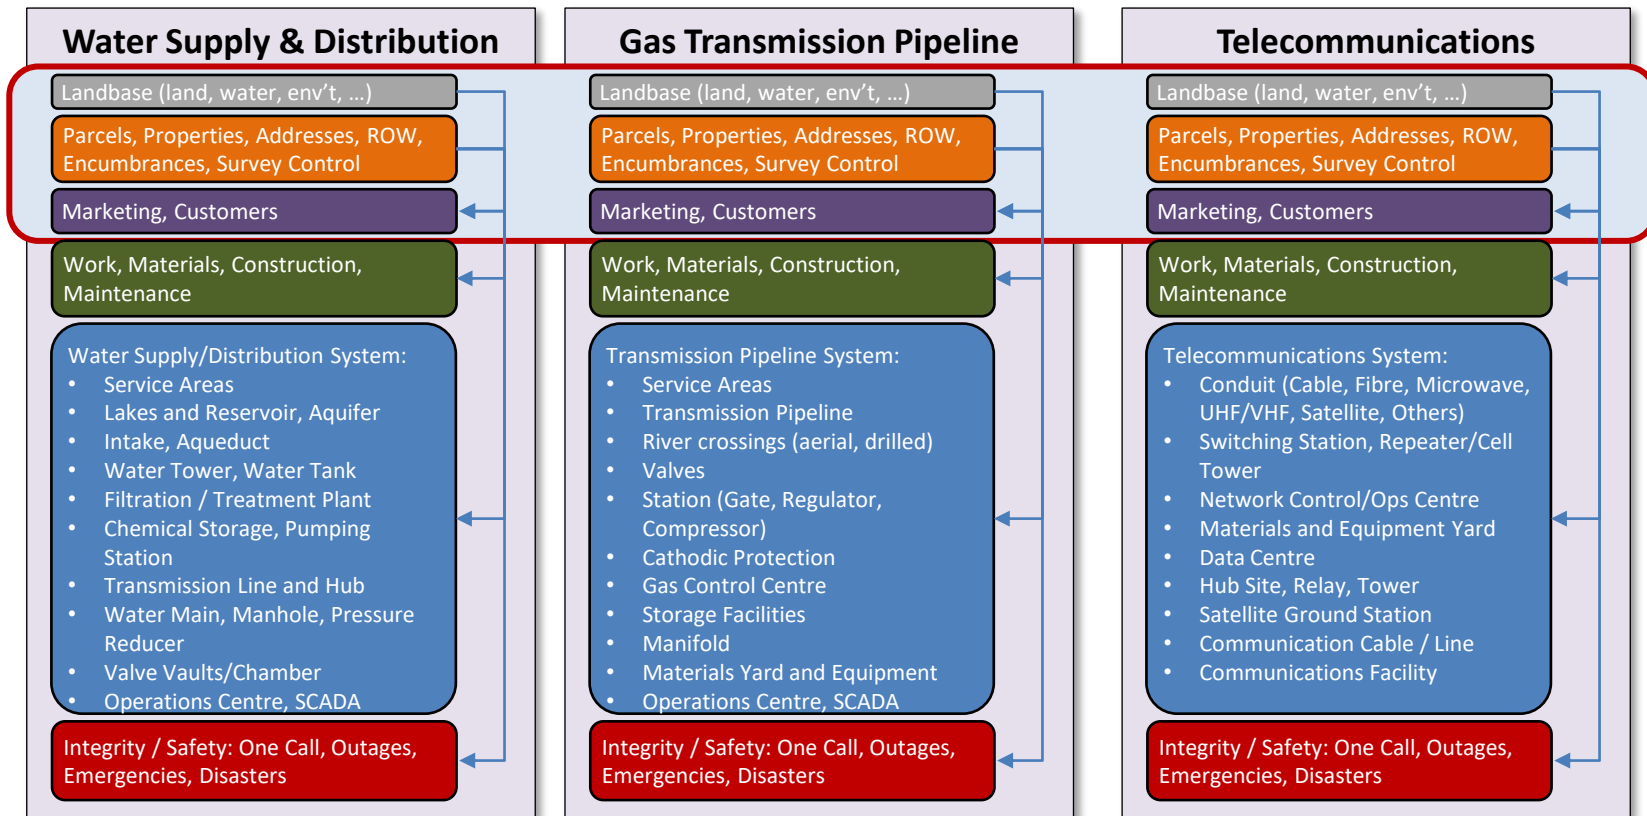 Water Supply & Distribution
Landbase (land, water, env't, …)
Parcels, Properties, Addresses, ROW,
Encumbrances, Survey Control
Marketing, Customers
Work, Materials, Construction,
Maintenance
Water Supply/Distribution System:
• Service Areas
• Lakes and Reservoir, Aquifer
• Intake, Aqueduct
• Water Tower, Water Tank
• Filtration / Treatment Plant
• Chemical Storage, Pumping
Station
• Transmission Line and Hub
• Water Main, Manhole, Pressure
Reducer
• Valve Vaults/Chamber
• Operations Centre, SCADA
Integrity / Safety: One Call, Outages,
Emergencies, Disasters
Gas Transmission Pipeline
Landbase (land, water, env't, …)
Parcels, Properties, Addresses, ROW,
Encumbrances, Survey Control
Marketing, Customers
Work, Materials, Construction,
Maintenance
Transmission Pipeline System:
• Service Areas
• Transmission Pipeline
• River crossings (aerial, drilled)
• Valves
• Station (Gate, Regulator,
Compressor)
• Cathodic Protection
• Gas Control Centre
• Storage Facilities
• Manifold
• Materials Yard and Equipment
• Operations Centre, SCADA
Integrity / Safety: One Call, Outages,
Emergencies, Disasters
Telecommunications
Landbase (land, water, env't, …)
Parcels, Properties, Addresses, ROW,
Encumbrances, Survey Control
Marketing, Customers
Work, Materials, Construction,
Maintenance
Telecommunications System:
• Conduit (Cable, Fibre, Microwave,
UHF/VHF, Satellite, Others)
• Switching Station, Repeater/Cell
Tower
• Network Control/Ops Centre
• Materials and Equipment Yard
• Data Centre
• Hub Site, Relay, Tower
• Satellite Ground Station
• Communication Cable / Line
• Communications Facility
Integrity / Safety: One Call, Outages,
Emergencies, Disasters